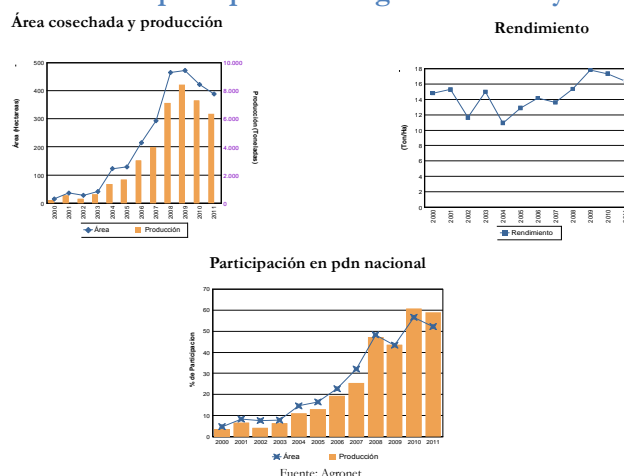 Área cosechada y producción
500
400
300
200
100
0
Área (Hectareas)
10.000
8.000
6.000
4.000
2.000
0
Producción (Toneladas)
2000 2001 2002 2003 2004 2005 2006 2007 2008 2009 2010 2011
Área Producción
Rendimiento
18
16
14
12
10
8
6
4
2
0
(Ton/Ha)
2000 2001 2002 2003 2004 2005 2006 2007 2008 2009 2010
Rendimiento
Participación en pdn nacional
70
60
50
40
30
20
10
0
% de Participacion
2000 2001 2002 2003 2004 2005 2006 2007 2008 2009 2010 2011
Área Producción
Fuente: Agronet